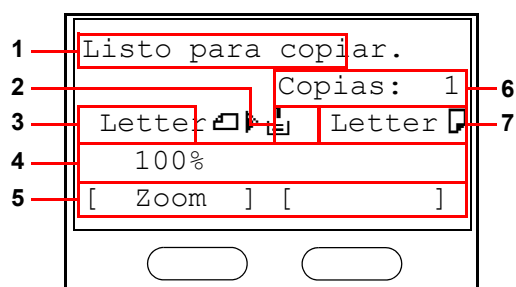 1 Listo para copiar.
2 Copias: 1 6
3 Letter Letter 7
4 100%
5 [ Zoom ] [ ]